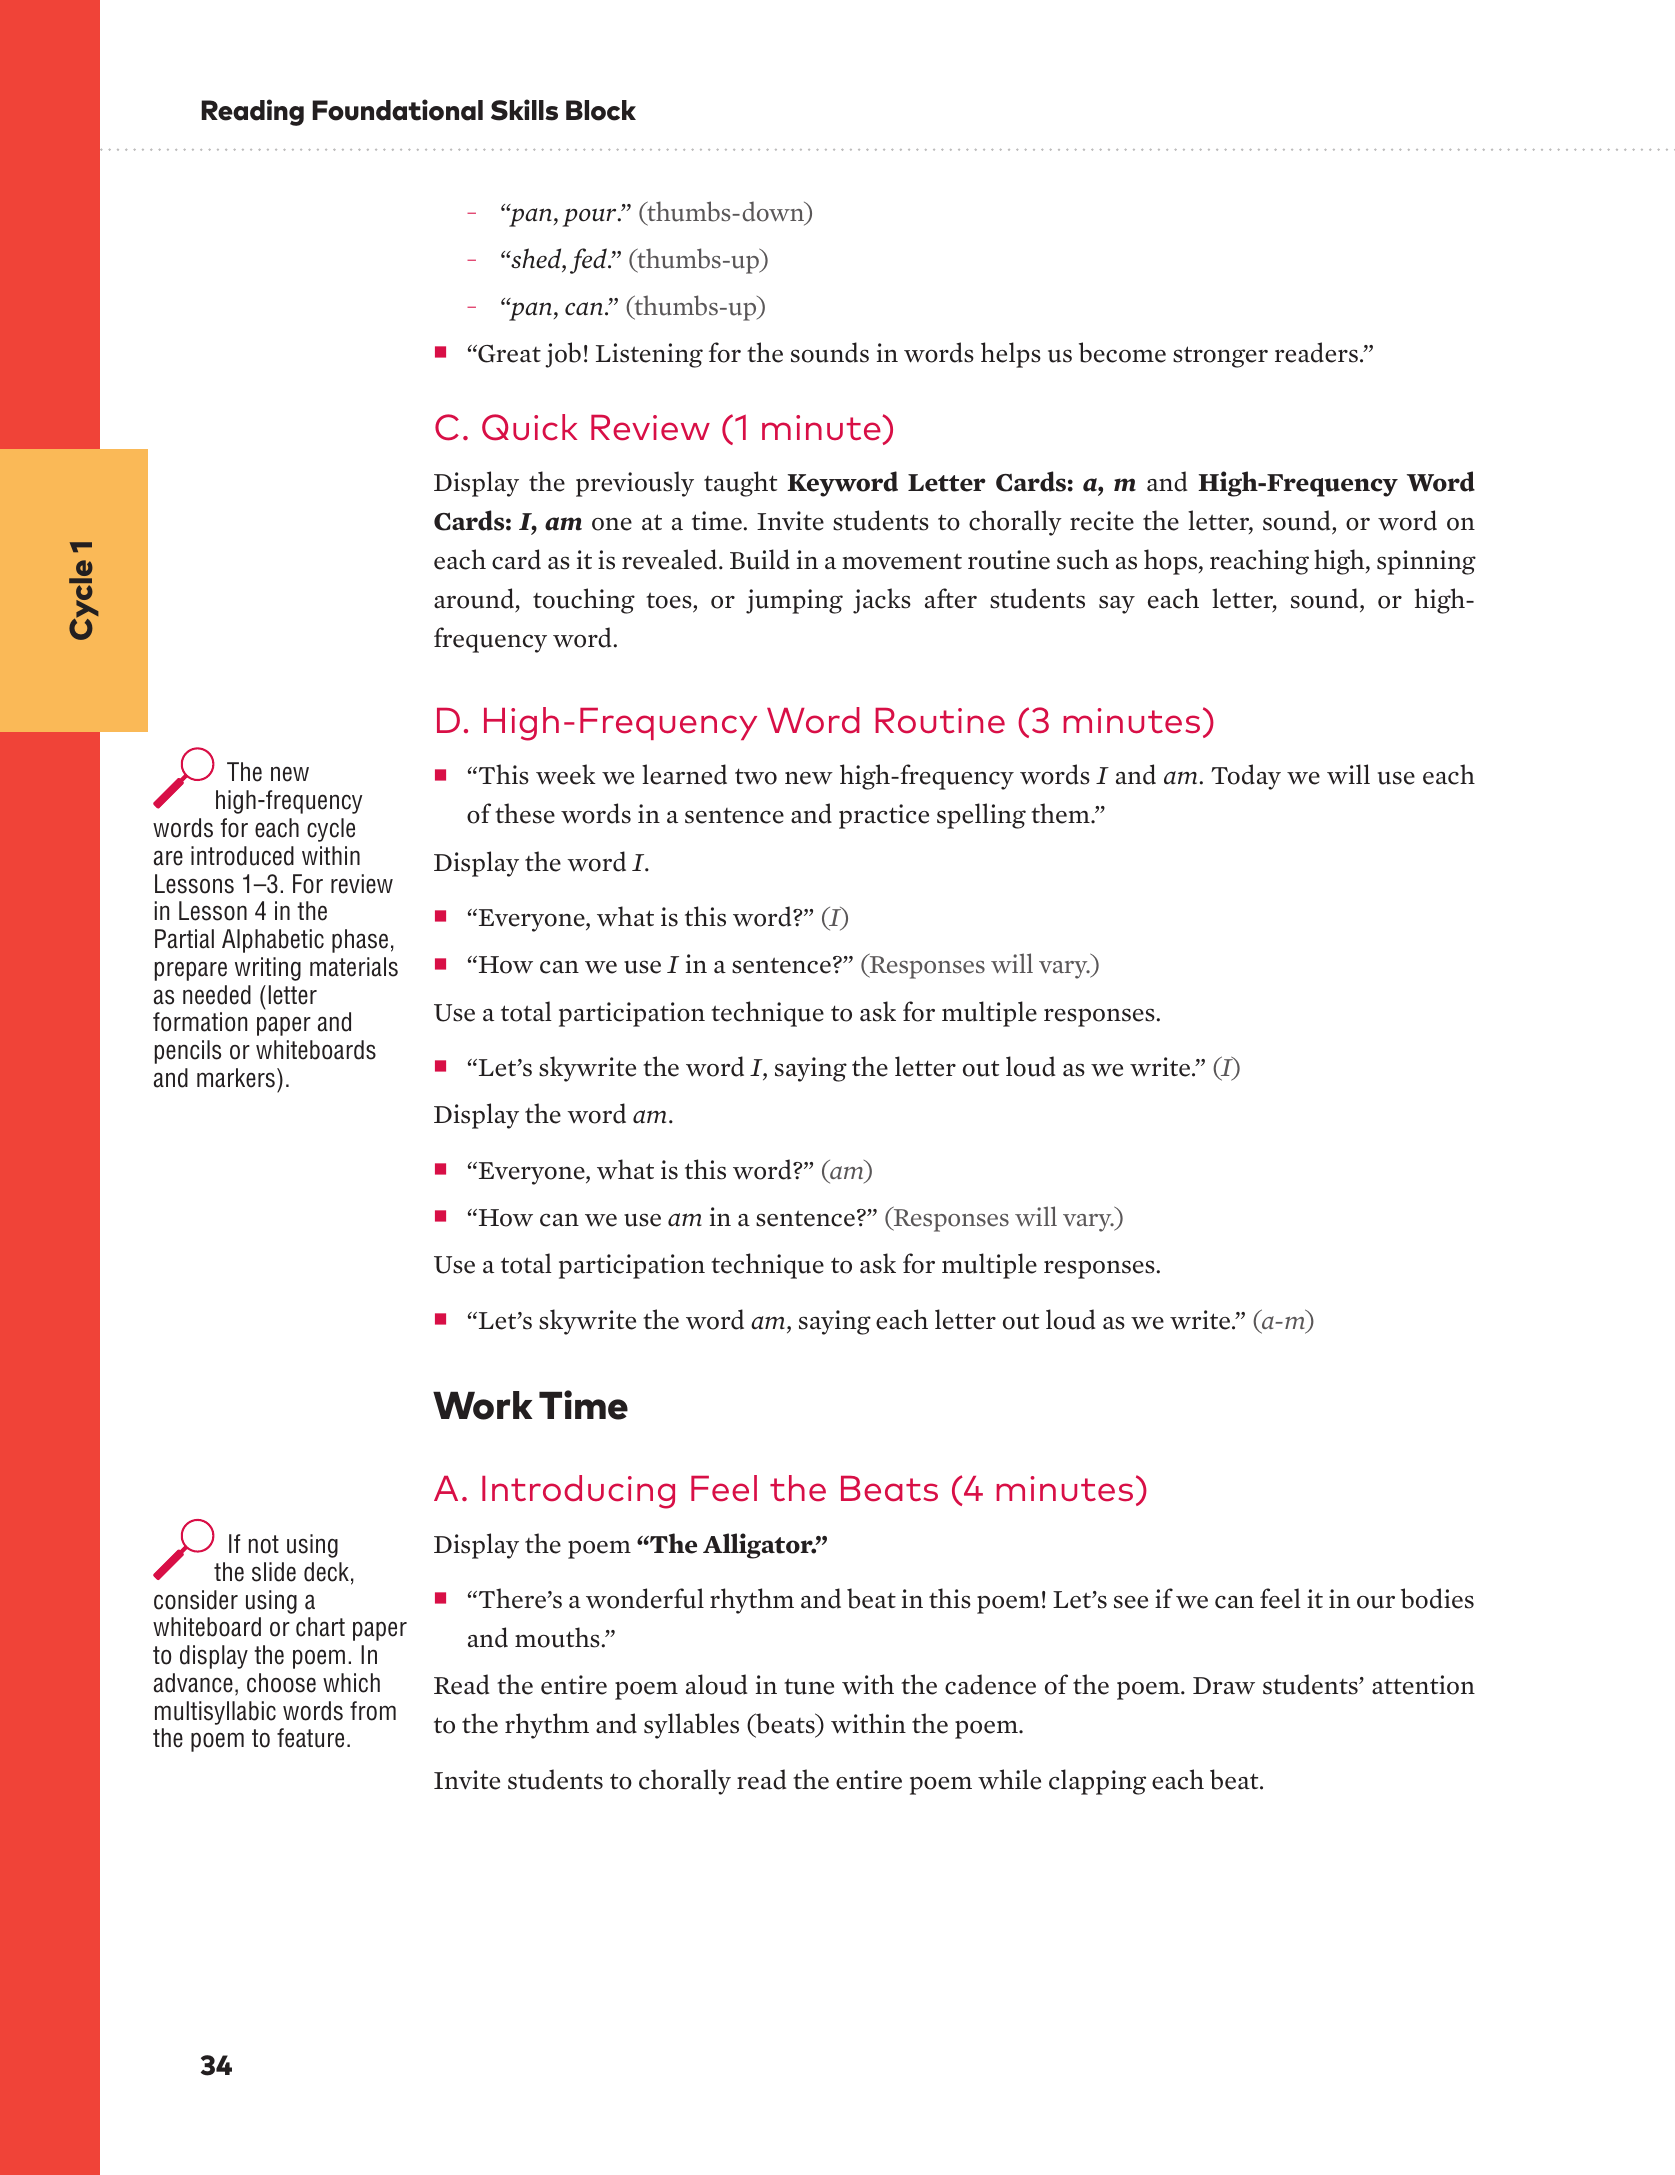 Reading Foundational Skills Block
– “pan, pour.” (thumbs-down)
– “shed, fed.” (thumbs-up)
– “pan, can.” (thumbs-up)
■ “Great job! Listening for the sounds in words helps us become stronger readers.”
C. Quick Review (1 minute)
Display the previously taught Keyword Letter Cards: a, m and High-Frequency Word
Cards: I, am one at a time. Invite students to chorally recite the letter, sound, or word on
each card as it is revealed. Build in a movement routine such as hops, reaching high, spinning
around, touching toes, or jumping jacks after students say each letter, sound, or high-
frequency word.
Cycle 1
D. High-Frequency Word Routine (3 minutes)
The new
high-frequency
words for each cycle
are introduced within
Lessons 1–3. For review
in Lesson 4 in the
Partial Alphabetic phase,
prepare writing materials
as needed (letter
formation paper and
pencils or whiteboards
and markers).
■ “This week we learned two new high-frequency words I and am. Today we will use each
of these words in a sentence and practice spelling them.”
Display the word I.
■ “Everyone, what is this word?” (I)
■ “How can we use I in a sentence?” (Responses will vary.)
Use a total participation technique to ask for multiple responses.
■ “Let’s skywrite the word I, saying the letter out loud as we write.” (I)
Display the word am.
■ “Everyone, what is this word?” (am)
■ “How can we use am in a sentence?” (Responses will vary.)
Use a total participation technique to ask for multiple responses.
■ “Let’s skywrite the word am, saying each letter out loud as we write.” (a-m)
Work Time
A. Introducing Feel the Beats (4 minutes)
If not using
the slide deck,
consider using a
whiteboard or chart paper
to display the poem. In
advance, choose which
multisyllabic words from
the poem to feature.
Display the poem “The Alligator.”
■ “There’s a wonderful rhythm and beat in this poem! Let’s see if we can feel it in our bodies
and mouths.”
Read the entire poem aloud in tune with the cadence of the poem. Draw students’ attention
to the rhythm and syllables (beats) within the poem.
Invite students to chorally read the entire poem while clapping each beat.
34